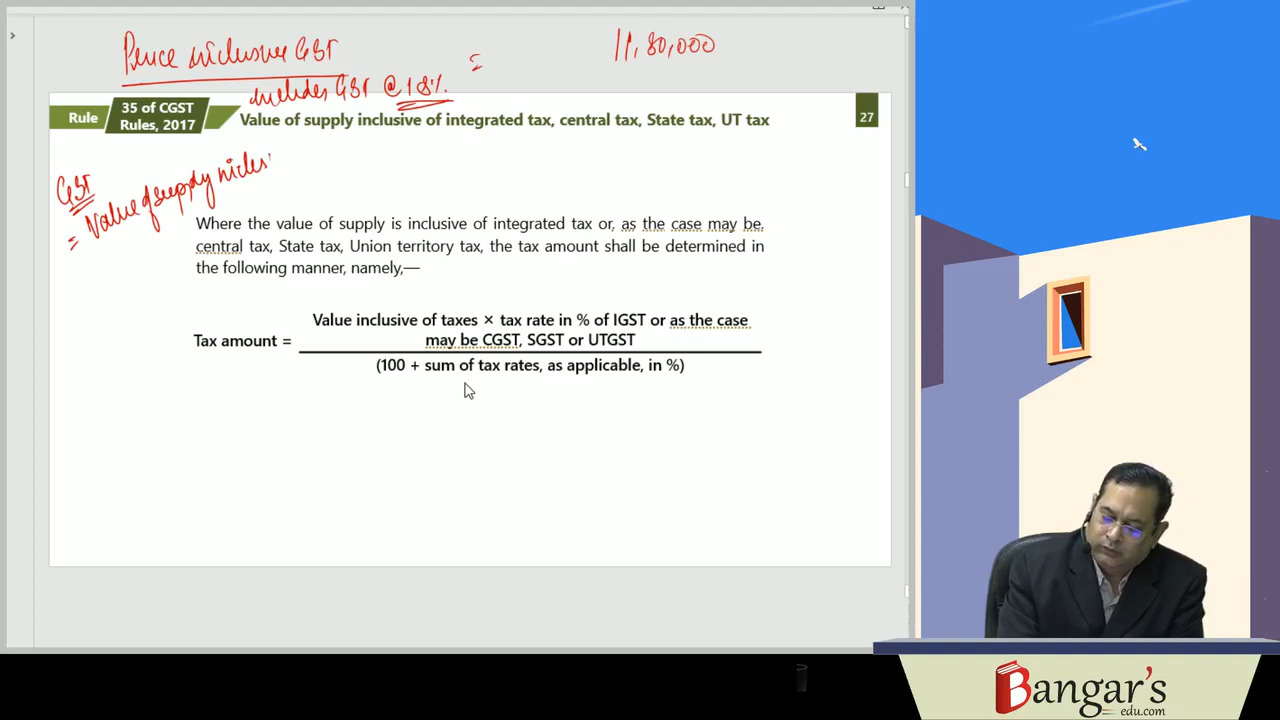 Price inclusive GST = 11,80,000
includes GST @ 18%
Rule
35 of CGST
Rules, 2017
Value of supply inclusive of integrated tax, central tax, State tax, UT tax
27
GST
= Value of supply inclus
Where the value of supply is inclusive of integrated tax or, as the case may be,
central tax, State tax, Union territory tax, the tax amount shall be determined in
the following manner, namely,—
Value inclusive of taxes × tax rate in % of IGST or as the case
may be CGST, SGST or UTGST
Tax amount =
(100 + sum of tax rates, as applicable, in %)
Bangar's
edu.com